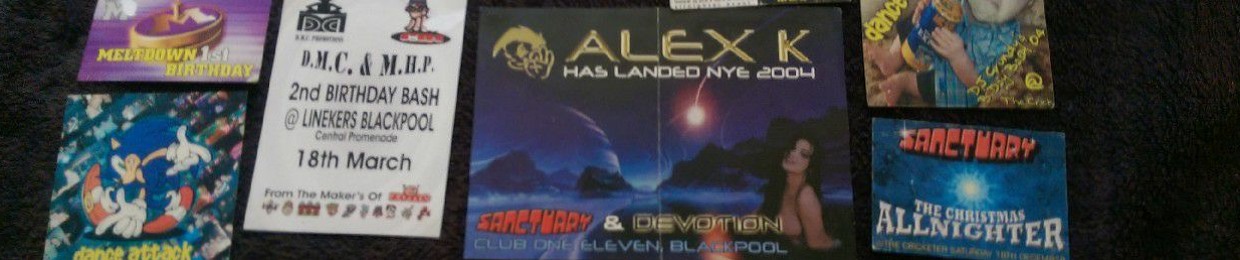 MELTDOWN 1st
BIRTHDAY
dance attack
D.M.C. & M.H.P.
2nd BIRTHDAY BASH
@ LINEKERS BLACKPOOL
Central Promenade
18th March
From The Maker's Of
ALEX K
HAS LANDED NYE 2004
SANCTUARY & DEVOTION
CLUB ONE ELEVEN, BLACKPOOL
dance
SANCTUARY
THE CHRISTMAS
ALLNIGHTER